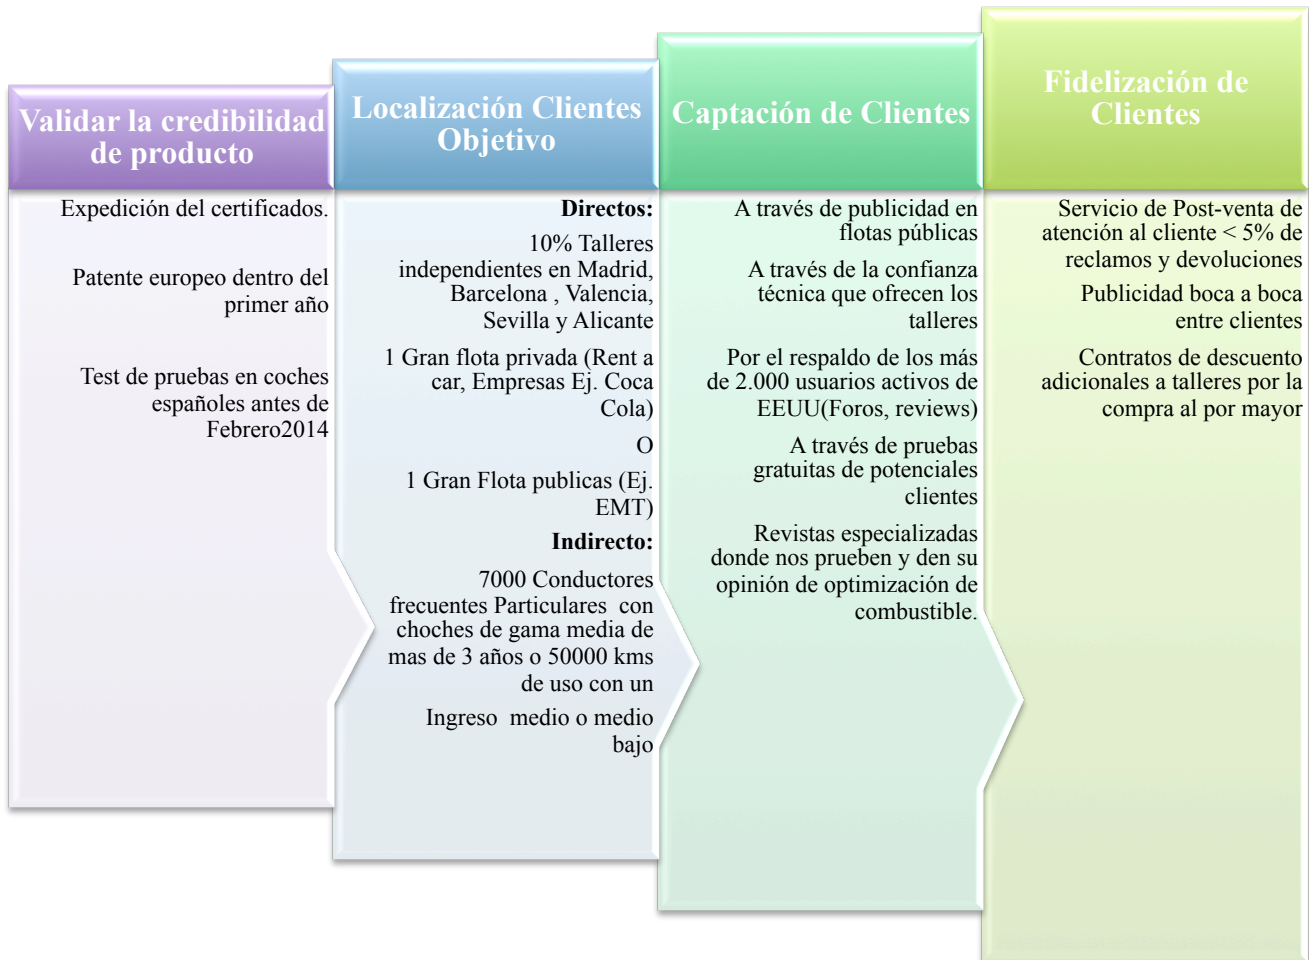 Validar la credibilidad
de producto
Expedición del certificados.
Patente europeo dentro del
primer año
Test de pruebas en coches
españoles antes de
Febrero2014
Localización Clientes
Objetivo
Directos:
10% Talleres
independientes en Madrid,
Barcelona , Valencia,
Sevilla y Alicante
1 Gran flota privada (Rent a
car, Empresas Ej. Coca
Cola)
O
1 Gran Flota publicas (Ej.
EMT)
Indirecto:
7000 Conductores
frecuentes Particulares con
choches de gama media de
mas de 3 años o 50000 kms
de uso con un
Ingreso medio o medio
bajo
Captación de Clientes
A través de publicidad en
flotas públicas
A través de la confianza
técnica que ofrecen los
talleres
Por el respaldo de los más
de 2.000 usuarios activos de
EEUU(Foros, reviews)
A través de pruebas
gratuitas de potenciales
clientes
Revistas especializadas
donde nos prueben y den su
opinión de optimización de
combustible.
Fidelización de
Clientes
Servicio de Post-venta de
atención al cliente < 5% de
reclamos y devoluciones
Publicidad boca a boca
entre clientes
Contratos de descuento
adicionales a talleres por la
compra al por mayor